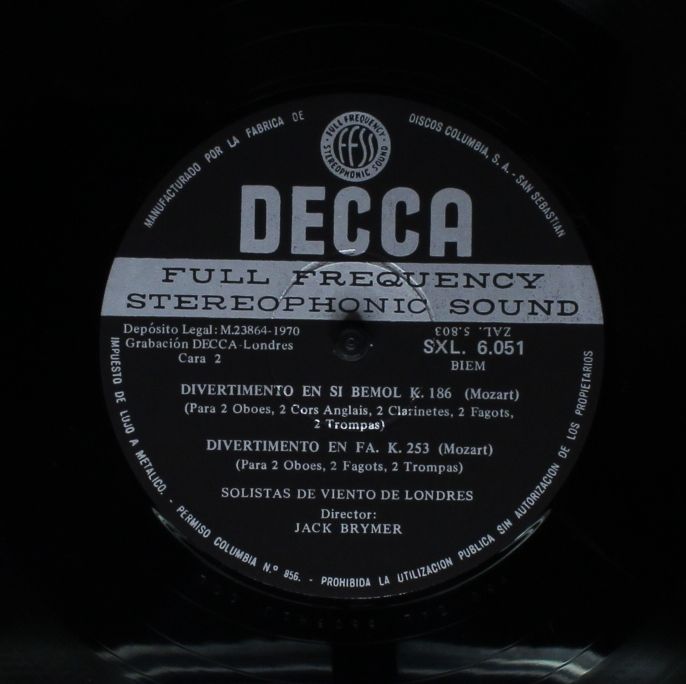 MANUFACTURADO POR LA FABRICA DE DISCOS COLUMBIA, S. A. - SAN SEBASTIAN
· FULL FREQUENCY · STEREOPHONIC SOUND
FFSS
DECCA
FULL FREQUENCY
STEREOPHONIC SOUND
Depósito Legal: M.23864-1970
ZAL. 5.803
Grabación DECCA-Londres
SXL. 6.051
Cara 2
BIEM
DIVERTIMENTO EN SI BEMOL K. 186 (Mozart)
(Para 2 Oboes, 2 Cors Anglais, 2 Clarinetes, 2 Fagots,
2 Trompas)
DIVERTIMENTO EN FA. K. 253 (Mozart)
(Para 2 Oboes, 2 Fagots, 2 Trompas)
SOLISTAS DE VIENTO DE LONDRES
Director:
JACK BRYMER
IMPUESTO DE LUJO A METALICO. - PERMISO COLUMBIA N.º 956. - PROHIBIDA LA UTILIZACION PUBLICA SIN AUTORIZACION DE LOS PROPIETARIOS